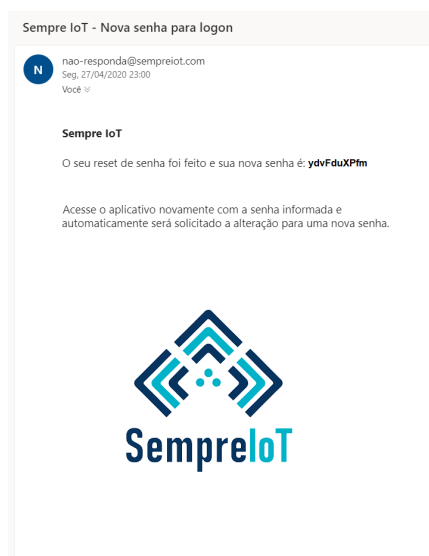 Sempre IoT - Nova senha para logon
N
nao-responda@sempreiot.com
Seg, 27/04/2020 23:00
Você
Sempre IoT
O seu reset de senha foi feito e sua nova senha é: ydvFduXPfm
Acesse o aplicativo novamente com a senha informada e
automaticamente será solicitado a alteração para uma nova senha.
SempreIoT